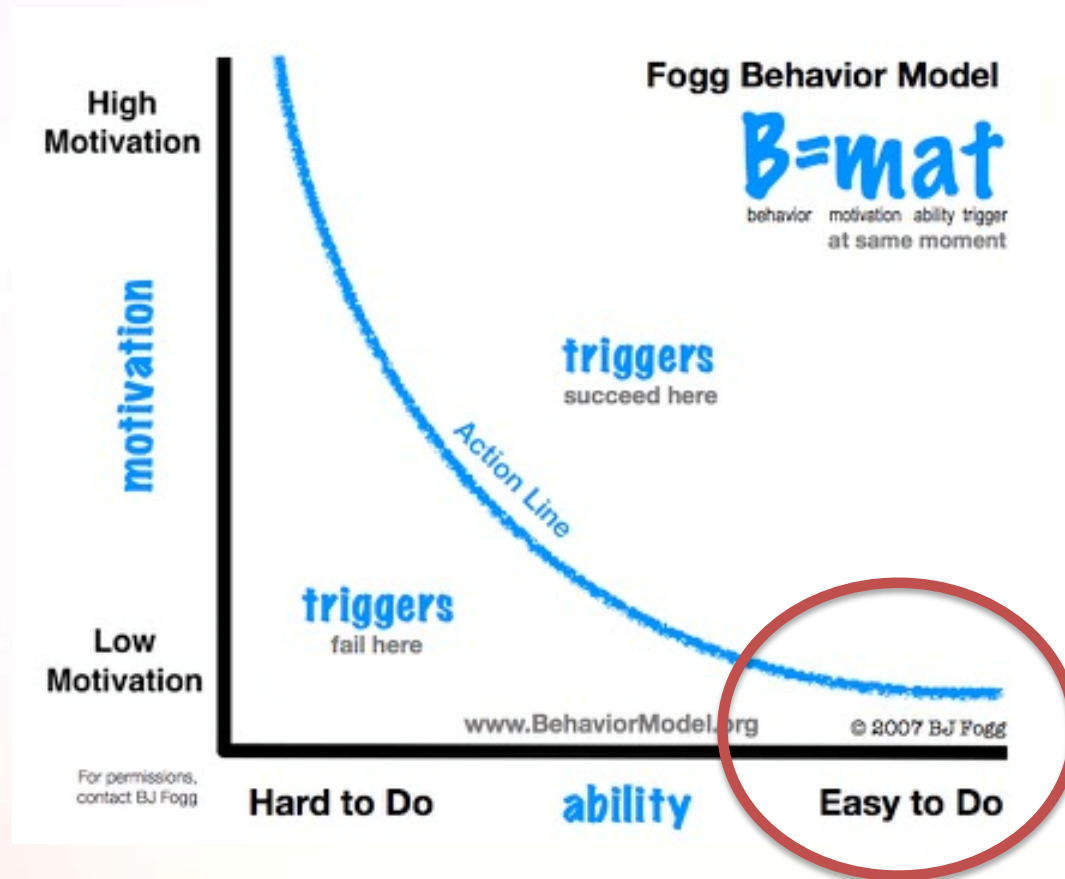 Fogg Behavior Model
B=mat
behavior motivation ability trigger
at same moment
High
Motivation
motivation
triggers
succeed here
Action Line
triggers
fail here
Low
Motivation
www.BehaviorModel.org
© 2007 BJ Fogg
For permissions,
contact BJ Fogg
Hard to Do
ability
Easy to Do